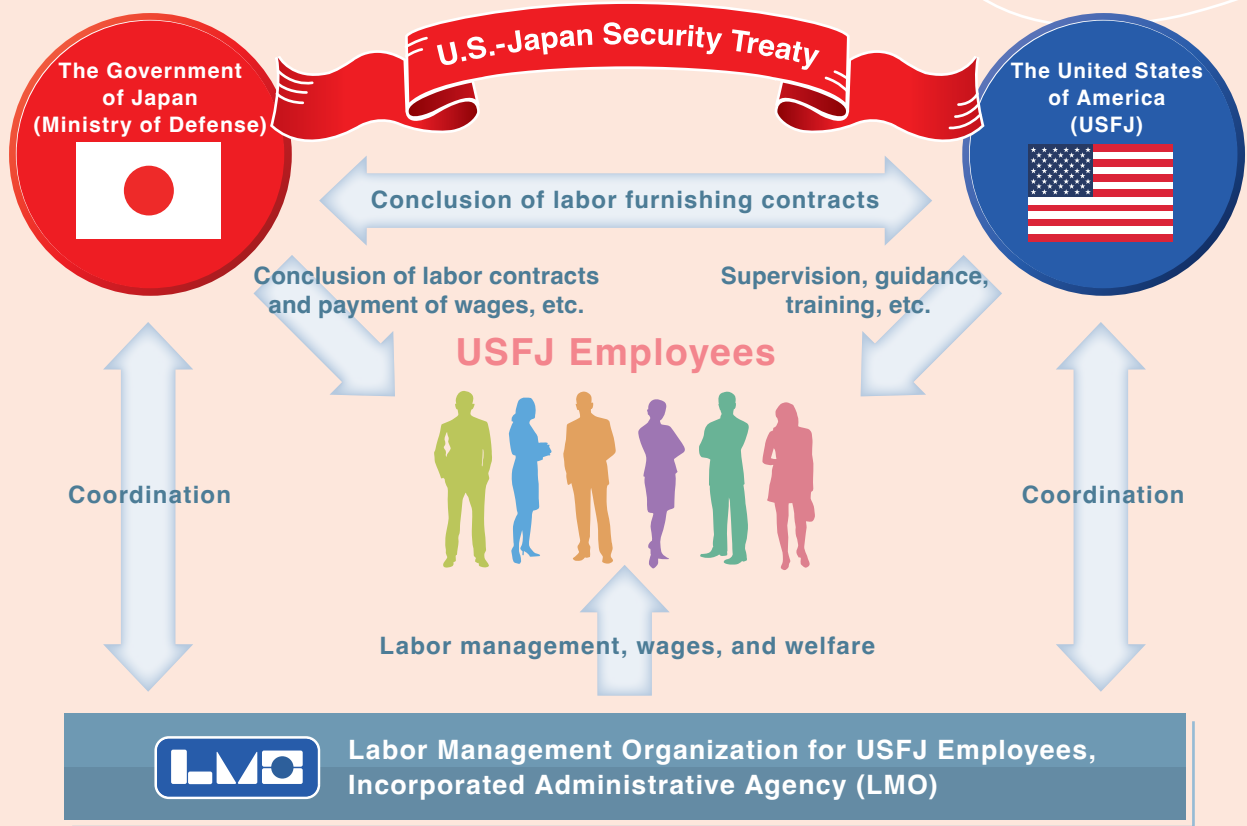 U.S.-Japan Security Treaty
The Government
of Japan
(Ministry of Defense)
The United States
of America
(USFJ)
Conclusion of labor furnishing contracts
Conclusion of labor contracts
and payment of wages, etc.
Supervision, guidance,
training, etc.
USFJ Employees
Coordination
Coordination
Labor management, wages, and welfare
LMO
Labor Management Organization for USFJ Employees,
Incorporated Administrative Agency (LMO)